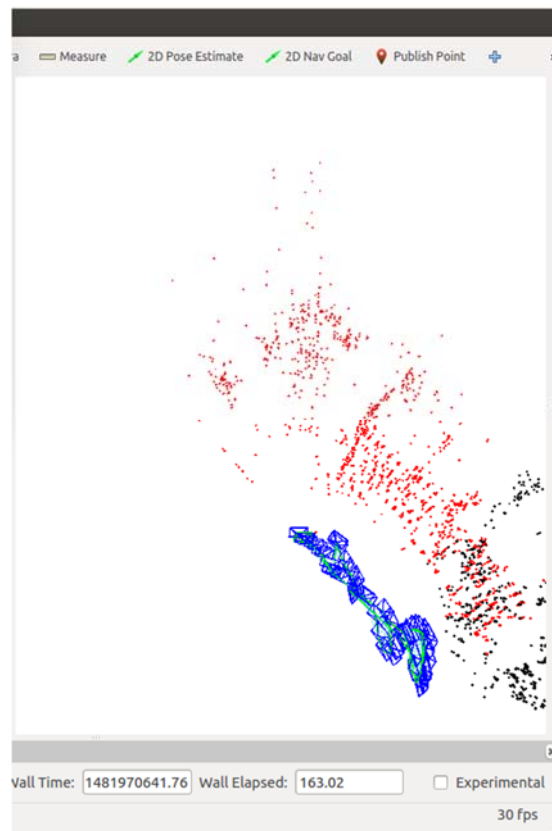 Measure 2D Pose Estimate 2D Nav Goal Publish Point
Wall Time: 1481970641.76 Wall Elapsed: 163.02 Experimental
30 fps